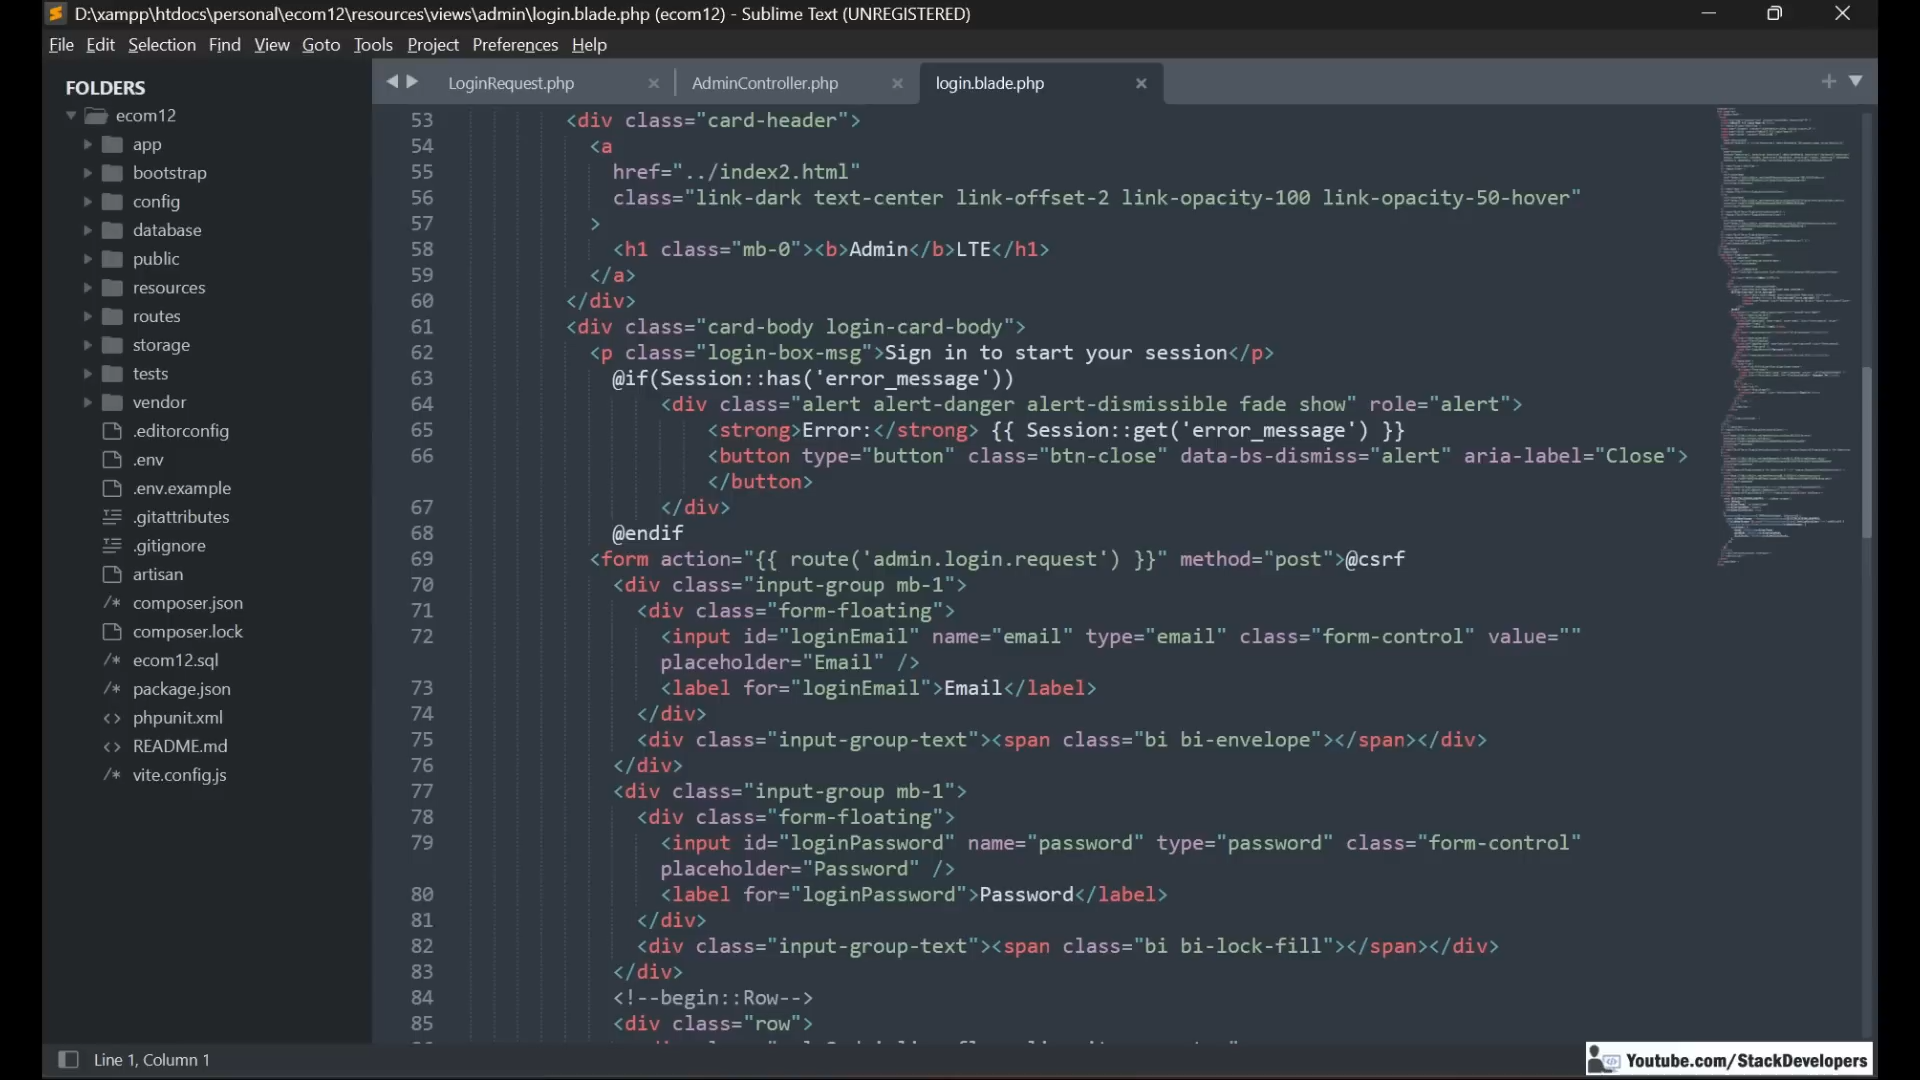 D:\xampp\htdocs\personal\ecom12\resources\views\admin\login.blade.php (ecom12) - Sublime Text (UNREGISTERED)
File Edit Selection Find View Goto Tools Project Preferences Help
FOLDERS
ecom12
app
bootstrap
config
database
public
resources
routes
storage
tests
vendor
.editorconfig
.env
.env.example
.gitattributes
.gitignore
artisan
/* composer.json
composer.lock
/* ecom12.sql
/* package.json
<> phpunit.xml
<> README.md
/* vite.config.js
LoginRequest.php × AdminController.php × login.blade.php ×
53 <div class="card-header">
54 <a
55 href="../index2.html"
56 class="link-dark text-center link-offset-2 link-opacity-100 link-opacity-50-hover"
57 >
58 <h1 class="mb-0"><b>Admin</b>LTE</h1>
59 </a>
60 </div>
61 <div class="card-body login-card-body">
62 <p class="login-box-msg">Sign in to start your session</p>
63 @if(Session::has('error_message'))
64 <div class="alert alert-danger alert-dismissible fade show" role="alert">
65 <strong>Error:</strong> {{ Session::get('error_message') }}
66 <button type="button" class="btn-close" data-bs-dismiss="alert" aria-label="Close">
</button>
67 </div>
68 @endif
69 <form action="{{ route('admin.login.request') }}" method="post">@csrf
70 <div class="input-group mb-1">
71 <div class="form-floating">
72 <input id="loginEmail" name="email" type="email" class="form-control" value=""
placeholder="Email" />
73 <label for="loginEmail">Email</label>
74 </div>
75 <div class="input-group-text"><span class="bi bi-envelope"></span></div>
76 </div>
77 <div class="input-group mb-1">
78 <div class="form-floating">
79 <input id="loginPassword" name="password" type="password" class="form-control"
placeholder="Password" />
80 <label for="loginPassword">Password</label>
81 </div>
82 <div class="input-group-text"><span class="bi bi-lock-fill"></span></div>
83 </div>
84 <!--begin::Row-->
85 <div class="row">
Line 1, Column 1
Youtube.com/StackDevelopers